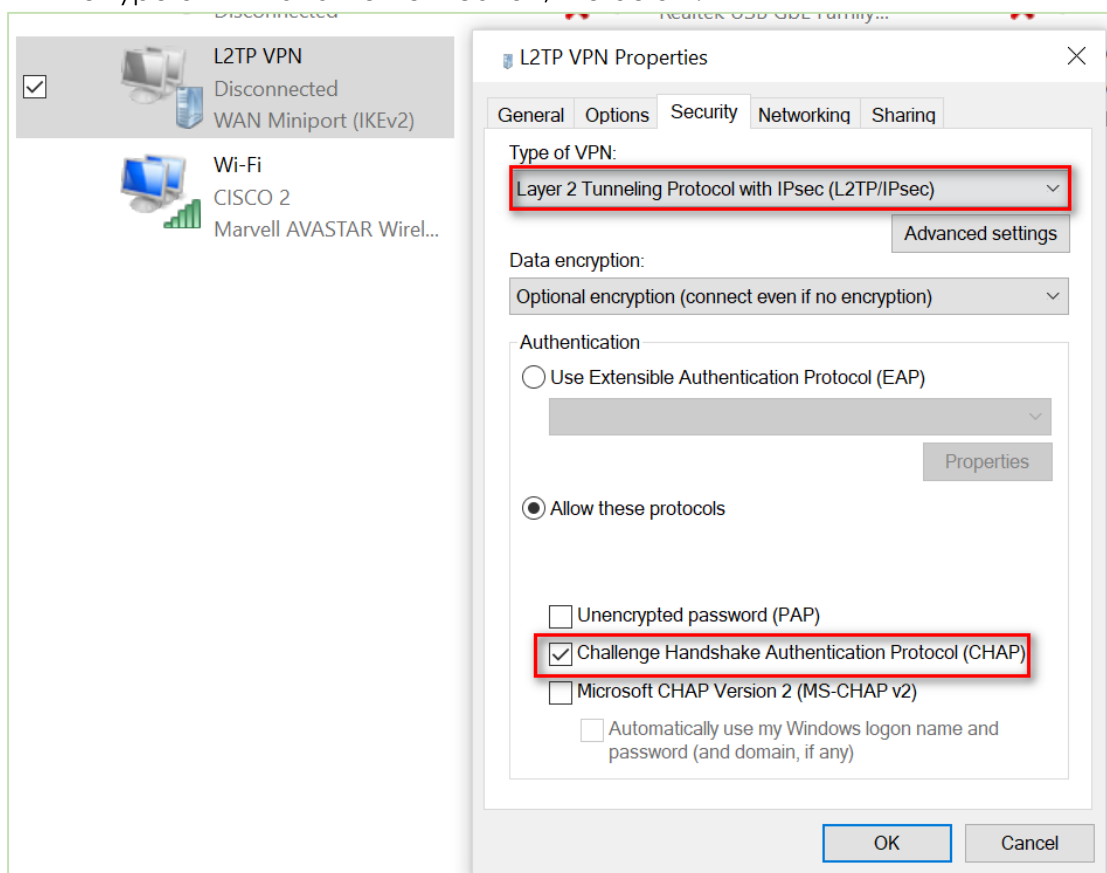 Disconnected
L2TP VPN
Disconnected
WAN Miniport (IKEv2)
Wi-Fi
CISCO 2
Marvell AVASTAR Wirel...
Realtek USB GbE Family...
L2TP VPN Properties
General Options Security Networking Sharing
Type of VPN:
Layer 2 Tunneling Protocol with IPsec (L2TP/IPsec)
Advanced settings
Data encryption:
Optional encryption (connect even if no encryption)
Authentication
Use Extensible Authentication Protocol (EAP)
Properties
Allow these protocols
Unencrypted password (PAP)
Challenge Handshake Authentication Protocol (CHAP)
Microsoft CHAP Version 2 (MS-CHAP v2)
Automatically use my Windows logon name and
password (and domain, if any)
OK Cancel